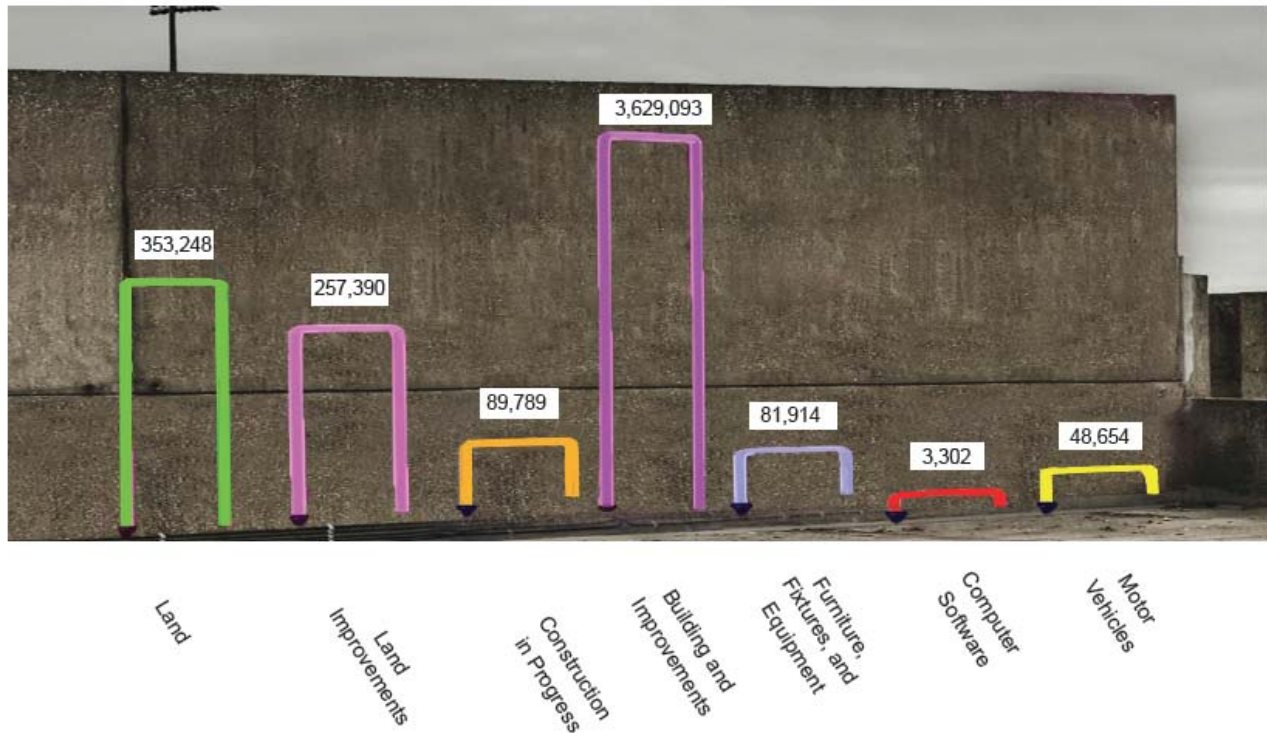 3,629,093
353,248
257,390
89,789
81,914
3,302
48,654
Land
Land
Improvements
Construction
in Progress
Building and
Improvements
Furniture,
Fixtures, and
Equipment
Computer
Software
Motor
Vehicles